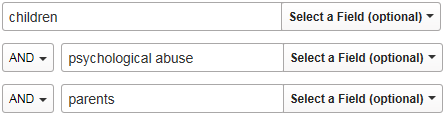 children Select a Field (optional)
AND psychological abuse Select a Field (optional)
AND parents Select a Field (optional)